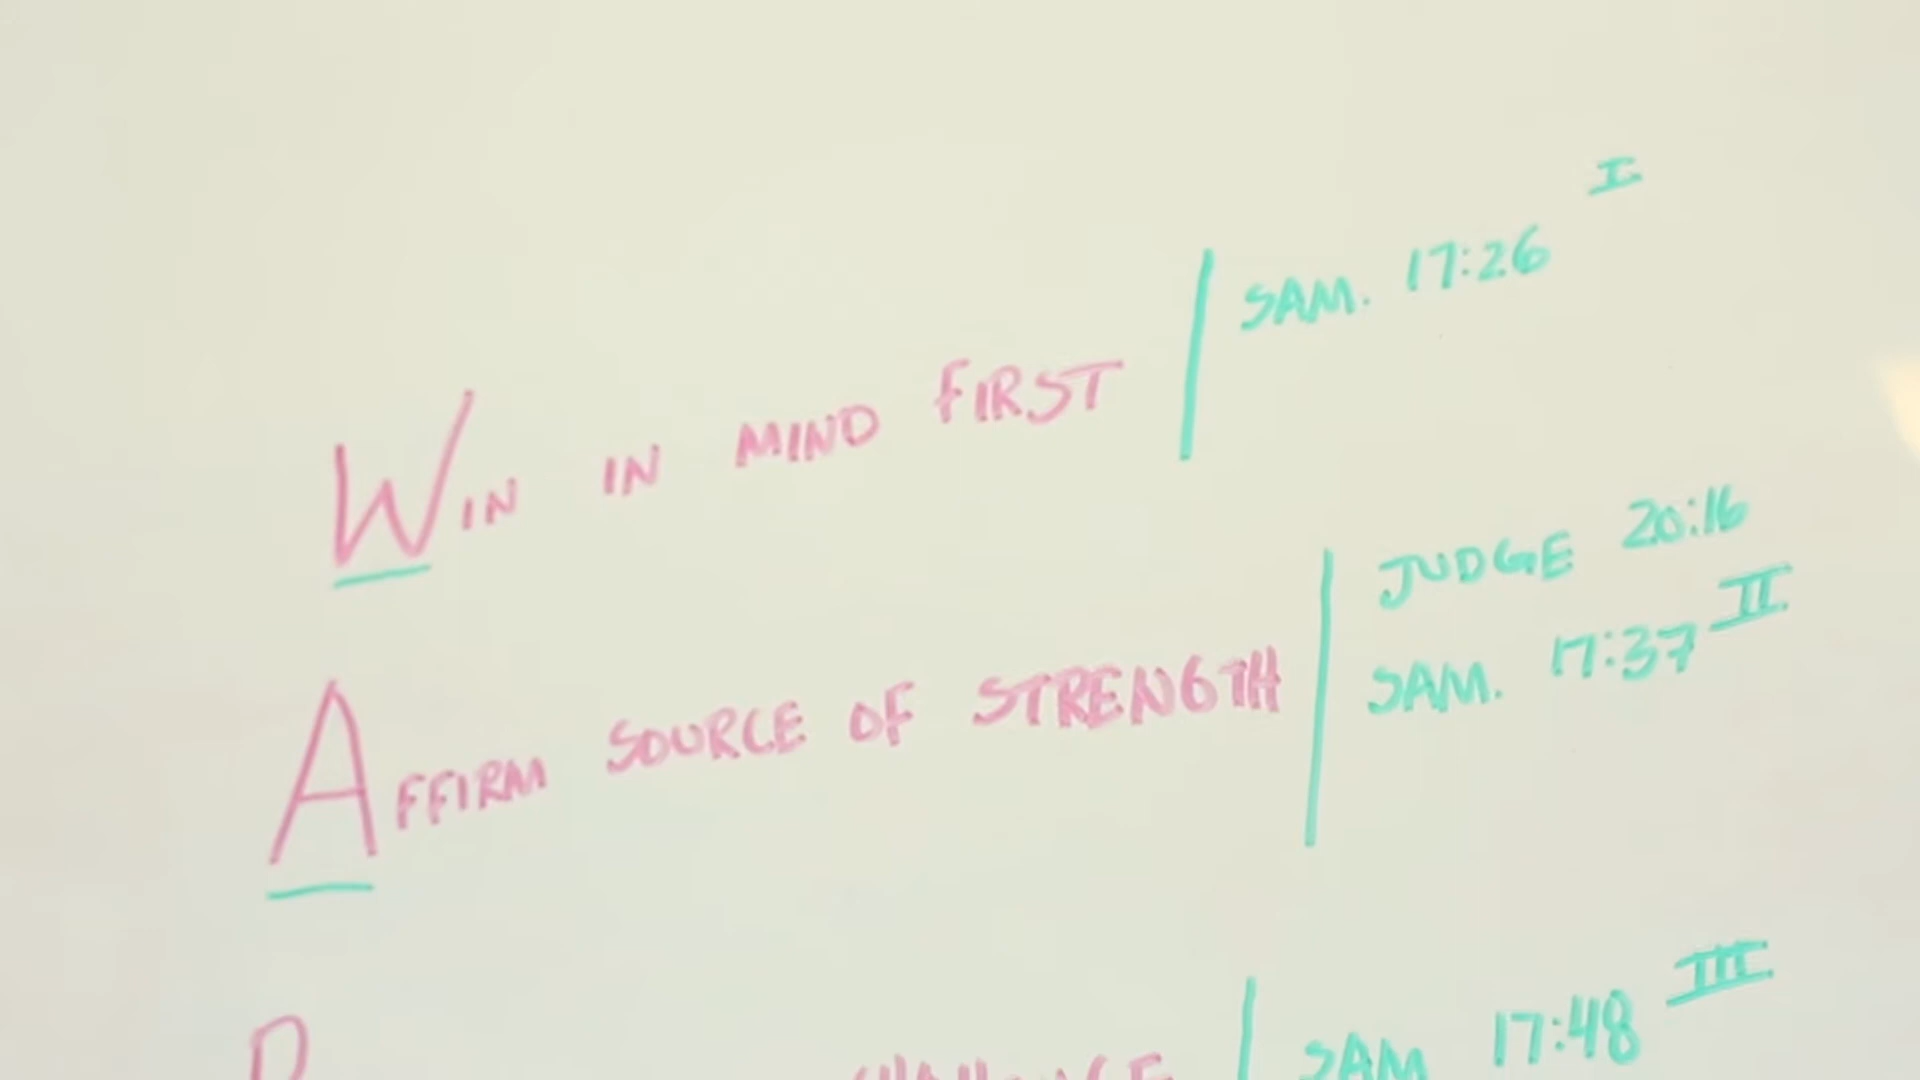 I.
SAM. 17:26
WIN IN MIND FIRST
JUDGE 20:16
II.
SAM. 17:37
AFFIRM SOURCE OF STRENGTH
III.
SAM 17:48